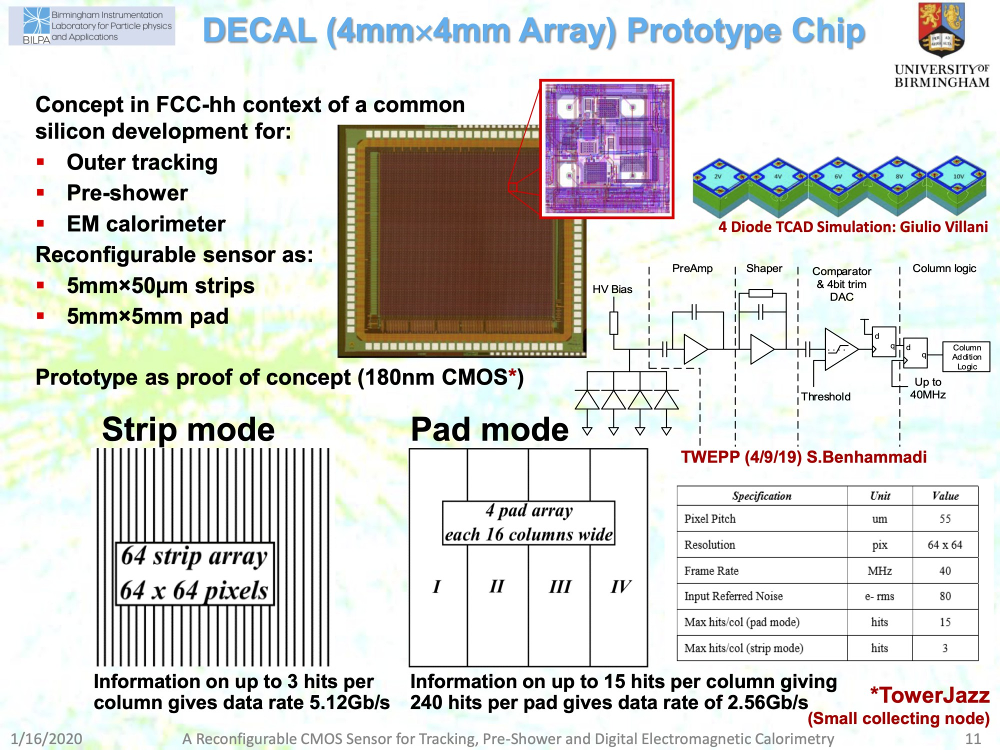 Birmingham Instrumentation
Laboratory for Particle physics
and Applications
BILPA
DECAL (4mm×4mm Array) Prototype Chip
PER AD
ARDUA ALTA
UNIVERSITY OF
BIRMINGHAM
Concept in FCC-hh context of a common
silicon development for:
▪ Outer tracking
▪ Pre-shower
▪ EM calorimeter
Reconfigurable sensor as:
▪ 5mm×50µm strips
▪ 5mm×5mm pad
Prototype as proof of concept (180nm CMOS*)
2V
4V
6V
8V
10V
4 Diode TCAD Simulation: Giulio Villani
HV Bias
PreAmp
Shaper
Comparator
& 4bit trim
DAC
Column logic
d
q
d
q
Column
Addition
Logic
Threshold
Up to
40MHz
TWEPP (4/9/19) S.Benhammadi
Strip mode
64 strip array
64 x 64 pixels
Information on up to 3 hits per
column gives data rate 5.12Gb/s
Pad mode
4 pad array
each 16 columns wide
I II III IV
Information on up to 15 hits per column giving
240 hits per pad gives data rate of 2.56Gb/s
Specification Unit Value
Pixel Pitch um 55
Resolution pix 64 x 64
Frame Rate MHz 40
Input Referred Noise e- rms 80
Max hits/col (pad mode) hits 15
Max hits/col (strip mode) hits 3
*TowerJazz
(Small collecting node)
1/16/2020
A Reconfigurable CMOS Sensor for Tracking, Pre-Shower and Digital Electromagnetic Calorimetry
11